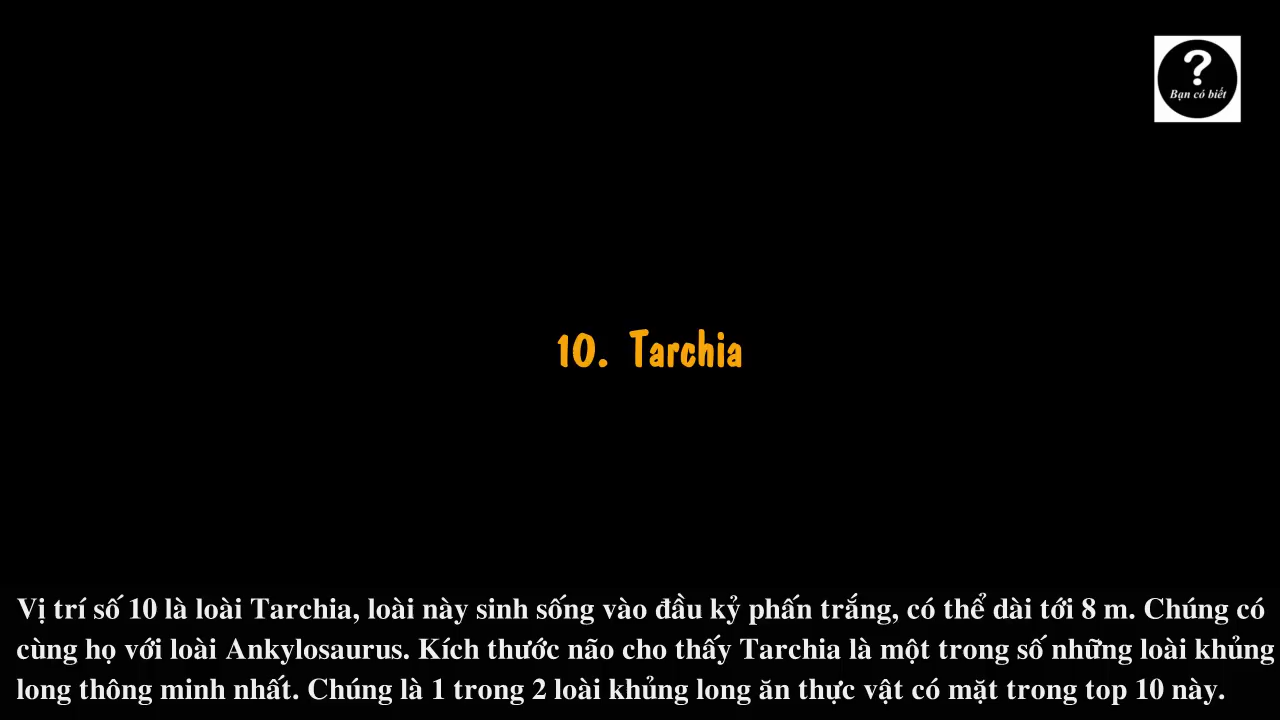 ?
Bạn có biết
10. Tarchia
Vị trí số 10 là loài Tarchia, loài này sinh sống vào đầu kỷ phấn trắng, có thể dài tới 8 m. Chúng có
cùng họ với loài Ankylosaurus. Kích thước não cho thấy Tarchia là một trong số những loài khủng
long thông minh nhất. Chúng là 1 trong 2 loài khủng long ăn thực vật có mặt trong top 10 này.